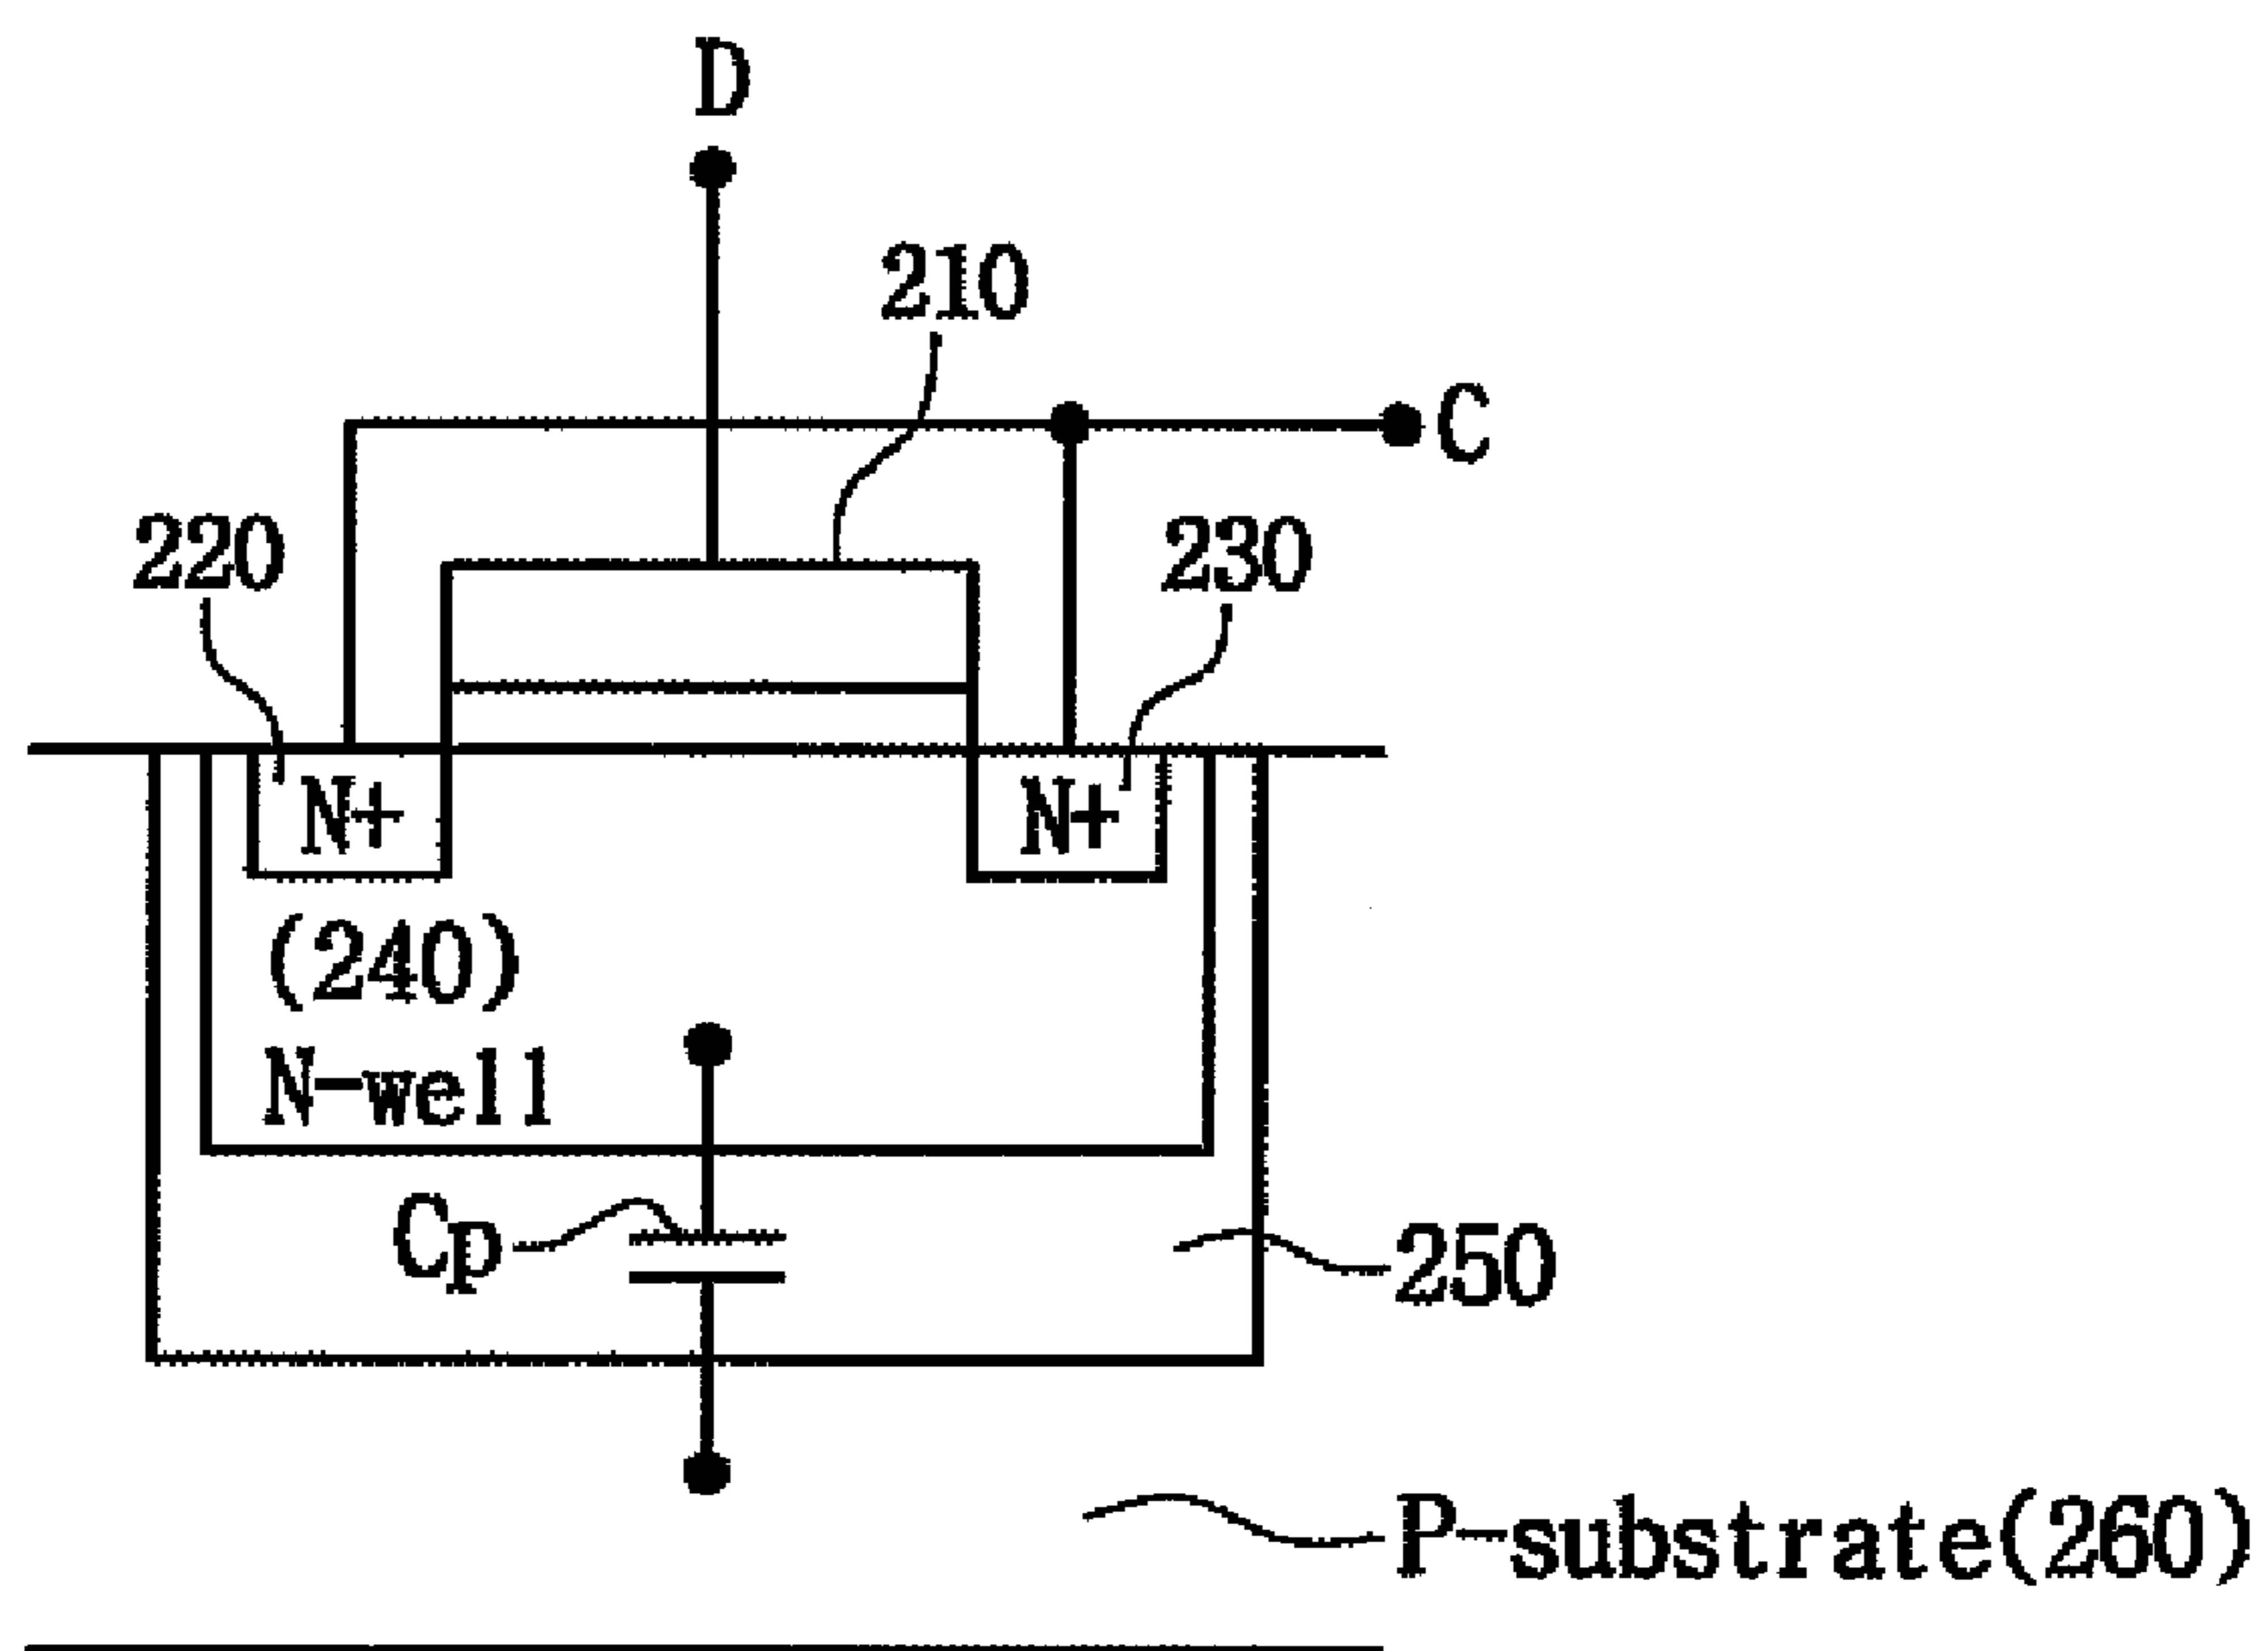 D
210
C
220
230
N+
N+
(240)
N-well
Cp
250
P-substrate(260)